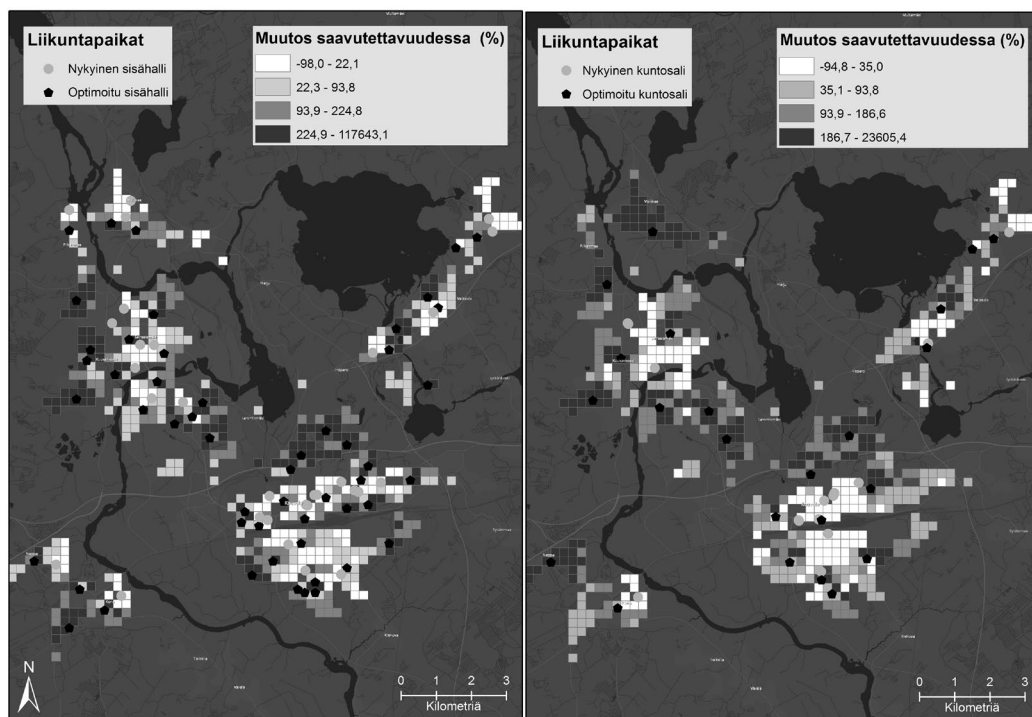 Liikuntapaikat
Nykyinen sisähalli
Optimoitu sisähalli
Muutos saavutettavuudessa (%)
-98,0 - 22,1
22,3 - 93,8
93,9 - 224,8
224,9 - 117643,1
N
0 1 2 3
Kilometriä
Liikuntapaikat
Nykyinen kuntosali
Optimoitu kuntosali
Muutos saavutettavuudessa (%)
-94,8 - 35,0
35,1 - 93,8
93,9 - 186,6
186,7 - 23605,4
0 1 2 3
Kilometriä